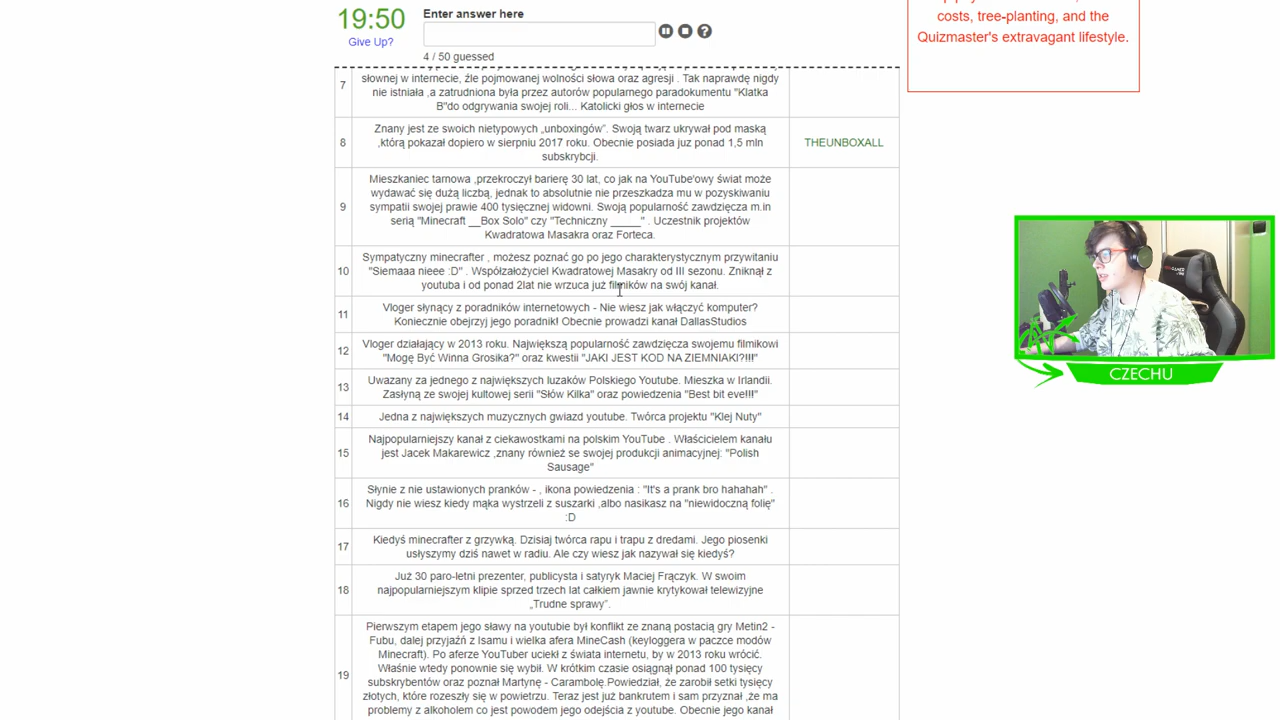 19:50
Give Up?
Enter answer here
4 / 50 guessed
costs, tree-planting, and the
Quizmaster's extravagant lifestyle.
7
słownej w internecie, źle pojmowanej wolności słowa oraz agresji . Tak naprawdę nigdy
nie istniała ,a zatrudniona była przez autorów popularnego paradokumentu "Klatka
B"do odgrywania swojej roli... Katolicki głos w internecie
8
Znany jest ze swoich nietypowych „unboxingów”. Swoją twarz ukrywał pod maską
,którą pokazał dopiero w sierpniu 2017 roku. Obecnie posiada juz ponad 1,5 mln
subskrybcji.
THEUNBOXALL
9
Mieszkaniec tarnowa ,przekroczył barierę 30 lat, co jak na YouTube'owy świat może
wydawać się dużą liczbą, jednak to absolutnie nie przeszkadza mu w pozyskiwaniu
sympatii swojej prawie 400 tysięcznej widowni. Swoją popularność zawdzięcza m.in
serią "Minecraft __Box Solo" czy "Techniczny _____" . Uczestnik projektów
Kwadratowa Masakra oraz Forteca.
10
Sympatyczny minecrafter , możesz poznać go po jego charakterystycznym przywitaniu
"Siemaaa nieee :D" . Współzałożyciel Kwadratowej Masakry od III sezonu. Zniknął z
youtuba i od ponad 2lat nie wrzuca już filmików na swój kanał.
11
Vloger słynący z poradników internetowych - Nie wiesz jak włączyć komputer?
Koniecznie obejrzyj jego poradnik! Obecnie prowadzi kanał DallasStudios
12
Vloger działający w 2013 roku. Największą popularność zawdzięcza swojemu filmikowi
"Mogę Być Winna Grosika?" oraz kwestii "JAKI JEST KOD NA ZIEMNIAKI?!!!"
13
Uwazany za jednego z największych luzaków Polskiego Youtube. Mieszka w Irlandii.
Zasłyną ze swojej kultowej serii "Słów Kilka" oraz powiedzenia "Best bit eve!!!"
14
Jedna z największych muzycznych gwiazd youtube. Twórca projektu "Klej Nuty"
15
Najpopularniejszy kanał z ciekawostkami na polskim YouTube . Właścicielem kanału
jest Jacek Makarewicz ,znany również se swojej produkcji animacyjnej: "Polish
Sausage"
16
Słynie z nie ustawionych pranków - , ikona powiedzenia : "It's a prank bro hahahah" .
Nigdy nie wiesz kiedy mąka wystrzeli z suszarki ,albo nasikasz na "niewidoczną folię"
:D
17
Kiedyś minecrafter z grzywką. Dzisiaj twórca rapu i trapu z dredami. Jego piosenki
usłyszymy dziś nawet w radiu. Ale czy wiesz jak nazywał się kiedyś?
18
Już 30 paro-letni prezenter, publicysta i satyryk Maciej Frączyk. W swoim
najpopularniejszym klipie sprzed trzech lat całkiem jawnie krytykował telewizyjne
„Trudne sprawy”.
19
Pierwszym etapem jego sławy na youtubie był konflikt ze znaną postacią gry Metin2 -
Fubu, dalej przyjaźń z Isamu i wielka afera MineCash (keyloggera w paczce modów
Minecraft). Po aferze YouTuber uciekł z świata internetu, by w 2013 roku wrócić.
Właśnie wtedy ponownie się wybił. W krótkim czasie osiągnął ponad 100 tysięcy
subskrybentów oraz poznał Martynę - Carambolę.Powiedział, że zarobił setki tysięcy
złotych, które rozeszły się w powietrzu. Teraz jest już bankrutem i sam przyznał ,że ma
problemy z alkoholem co jest powodem jego odejścia z youtube. Obecnie jego kanał
CZECHU